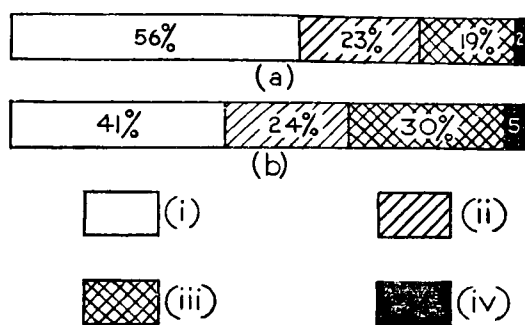 56% 23% 19% 2
(a)
41% 24% 30% 5
(b)
(i) (ii)
(iii) (iv)